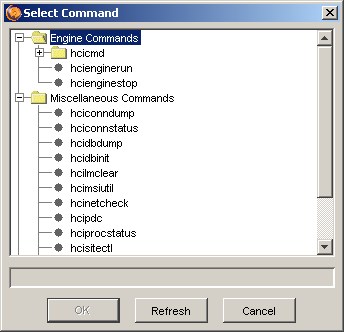 Select Command
Engine Commands
hcicmd
hcienginerun
hcienginestop
Miscellaneous Commands
hciconndump
hciconnstatus
hcidbdump
hcidbinit
hcilmclear
hcimsiutil
hcinetcheck
hcipdc
hciprocstatus
hcisitectl
OK
Refresh
Cancel